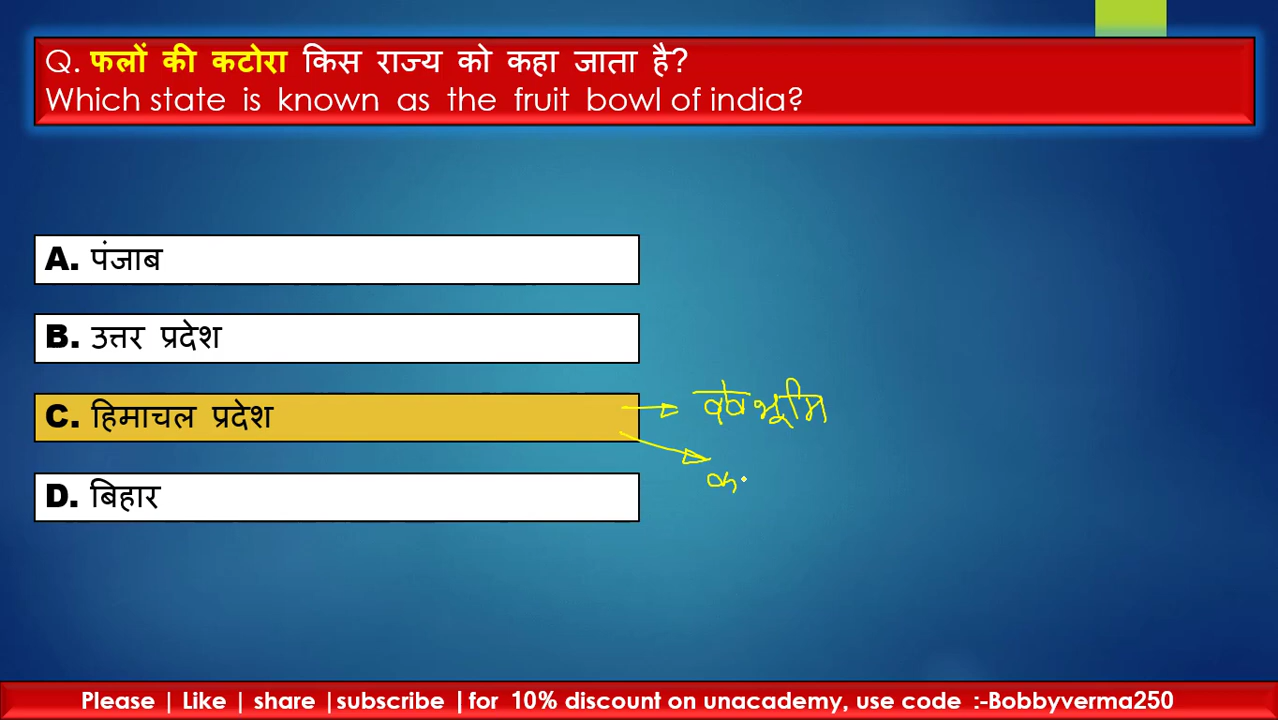 Q. फलों की कटोरा किस राज्य को कहा जाता है?
Which state is known as the fruit bowl of india?
A. पंजाब
B. उत्तर प्रदेश
C. हिमाचल प्रदेश
भूमि
D. बिहार
Please | Like | share |subscribe |for 10% discount on unacademy, use code :-Bobbyverma250